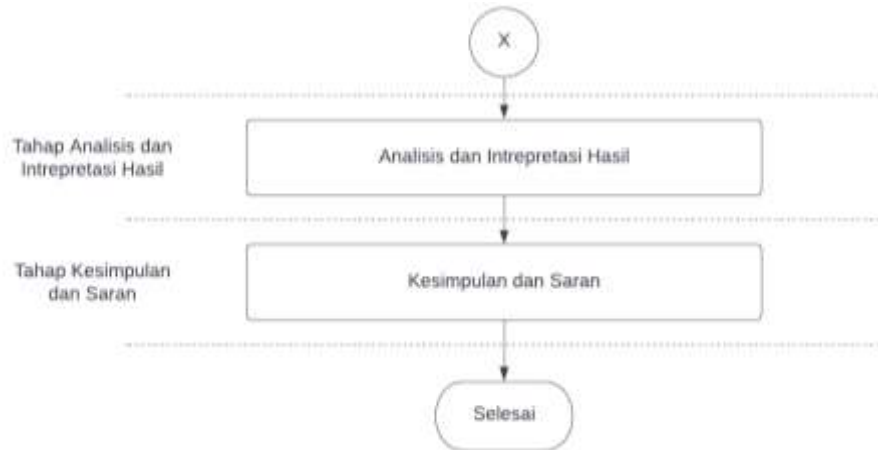 X
Tahap Analisis dan
Intrepretasi Hasil
Analisis dan Intrepretasi Hasil
Tahap Kesimpulan
dan Saran
Kesimpulan dan Saran
Selesai